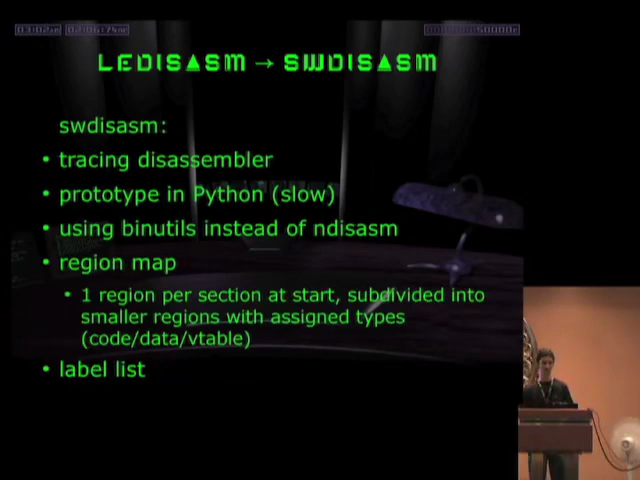 LEDISASM → SWDISASM
swdisasm:
• tracing disassembler
• prototype in Python (slow)
• using binutils instead of ndisasm
• region map
• 1 region per section at start, subdivided into
smaller regions with assigned types
(code/data/vtable)
• label list